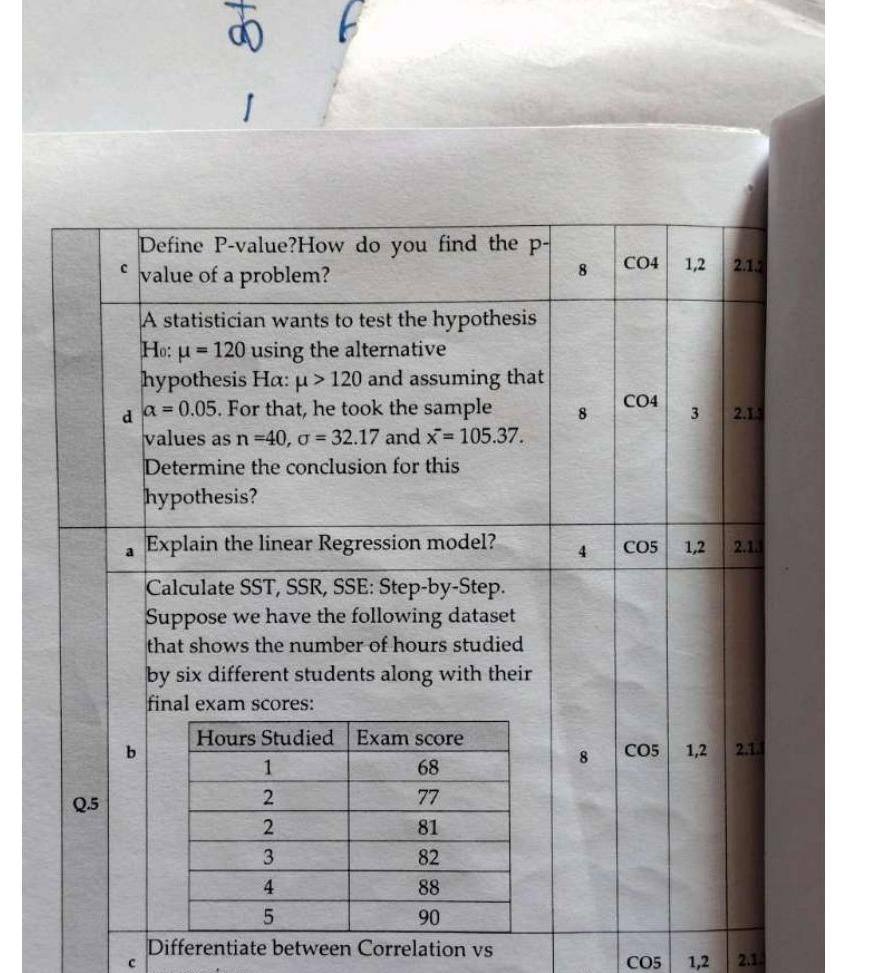 c Define P-value?How do you find the p-
value of a problem? 8 CO4 1,2
A statistician wants to test the hypothesis
H₀: μ = 120 using the alternative
hypothesis Hα: μ > 120 and assuming that
d α = 0.05. For that, he took the sample 8 CO4 3
values as n =40, σ = 32.17 and x̄ = 105.37.
Determine the conclusion for this
hypothesis?
a Explain the linear Regression model? 4 CO5 1,2
Calculate SST, SSR, SSE: Step-by-Step.
Suppose we have the following dataset
that shows the number of hours studied
by six different students along with their
final exam scores:
Hours Studied Exam score
b 8 CO5 1,2
1 68
2 77
Q.5
2 81
3 82
4 88
5 90
c Differentiate between Correlation vs CO5 1,2